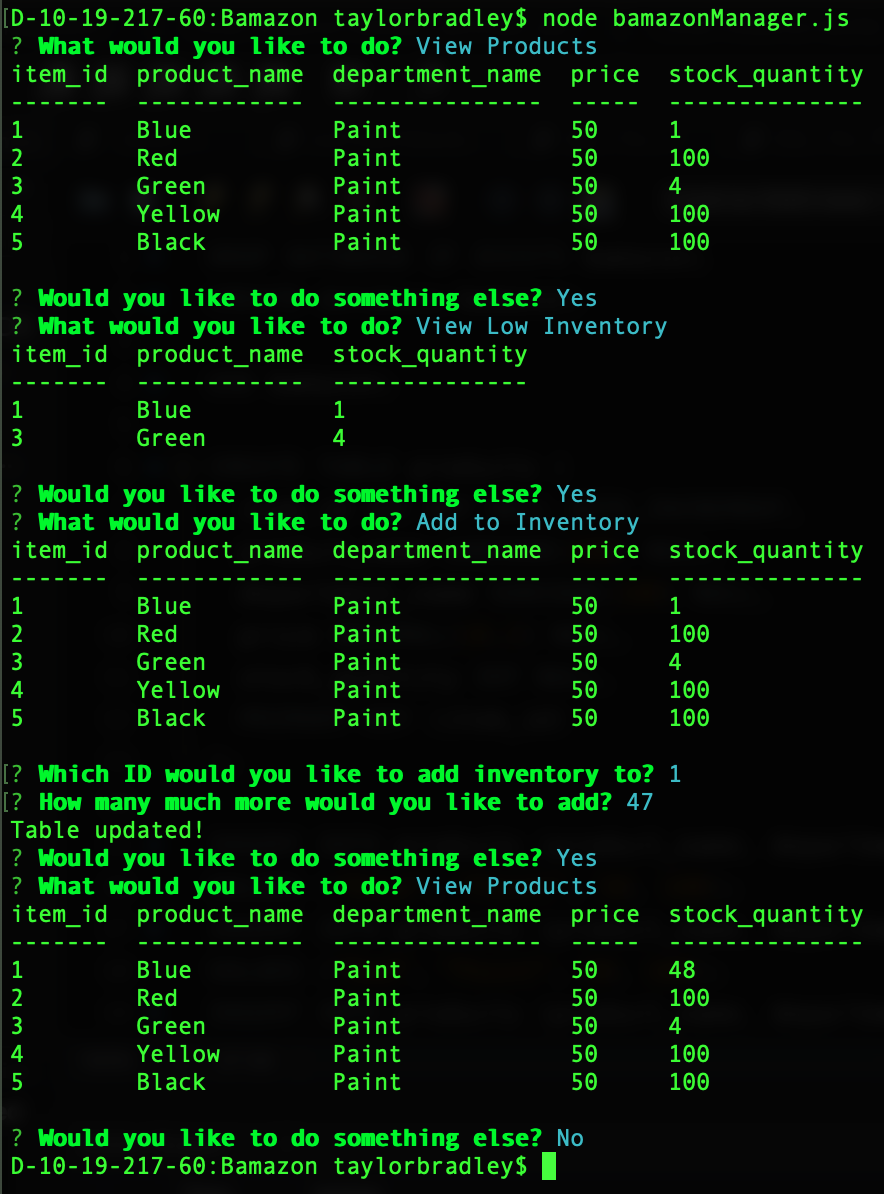 [D-10-19-217-60:Bamazon taylorbradley$ node bamazonManager.js
? What would you like to do? View Products
item_id  product_name  department_name  price  stock_quantity
-------  ------------  ---------------  -----  --------------
1        Blue          Paint            50     1
2        Red           Paint            50     100
3        Green         Paint            50     4
4        Yellow        Paint            50     100
5        Black         Paint            50     100

? Would you like to do something else? Yes
? What would you like to do? View Low Inventory
item_id  product_name  stock_quantity
-------  ------------  --------------
1        Blue          1
3        Green         4

? Would you like to do something else? Yes
? What would you like to do? Add to Inventory
item_id  product_name  department_name  price  stock_quantity
-------  ------------  ---------------  -----  --------------
1        Blue          Paint            50     1
2        Red           Paint            50     100
3        Green         Paint            50     4
4        Yellow        Paint            50     100
5        Black         Paint            50     100

[? Which ID would you like to add inventory to? 1
[? How many much more would you like to add? 47
Table updated!
? Would you like to do something else? Yes
? What would you like to do? View Products
item_id  product_name  department_name  price  stock_quantity
-------  ------------  ---------------  -----  --------------
1        Blue          Paint            50     48
2        Red           Paint            50     100
3        Green         Paint            50     4
4        Yellow        Paint            50     100
5        Black         Paint            50     100

? Would you like to do something else? No
D-10-19-217-60:Bamazon taylorbradley$